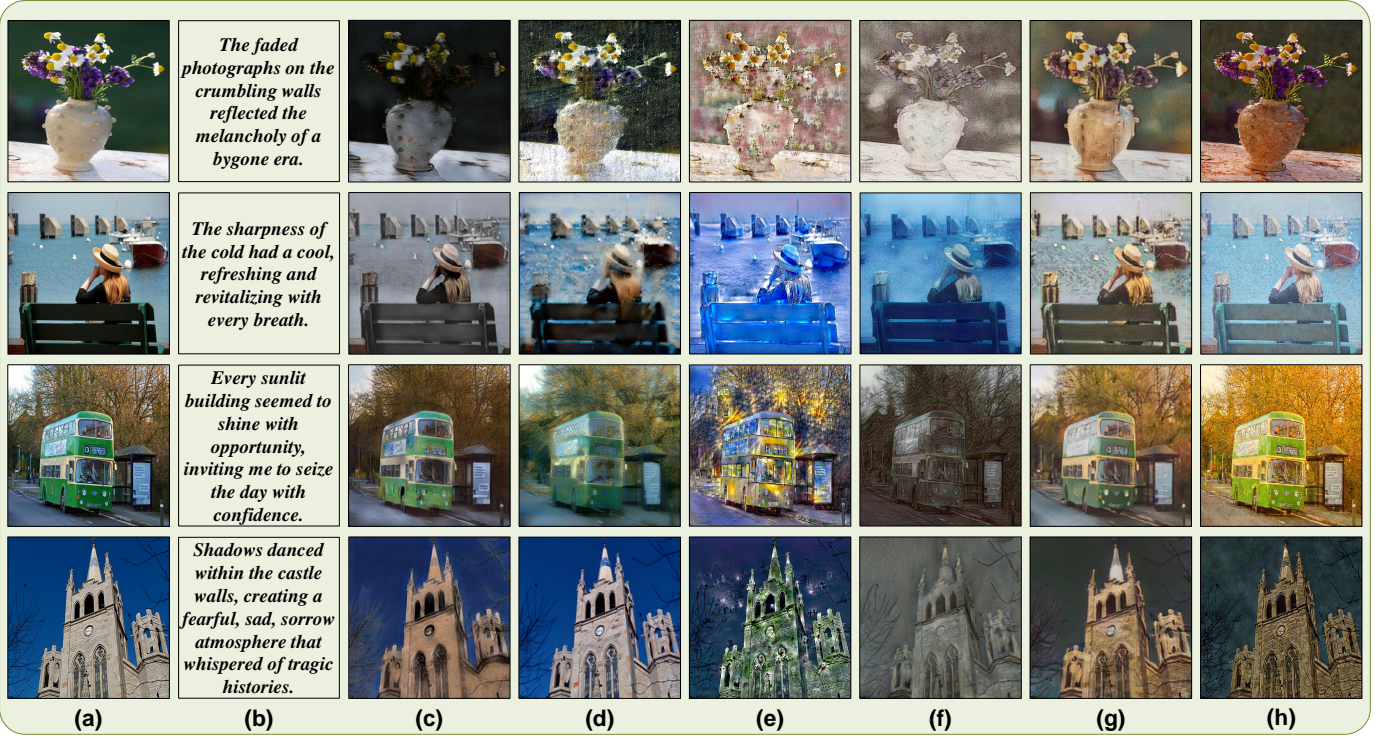 The faded
photographs on the
crumbling walls
reflected the
melancholy of a
bygone era.
The sharpness of
the cold had a cool,
refreshing and
revitalizing with
every breath.
Every sunlit
building seemed to
shine with
opportunity,
inviting me to seize
the day with
confidence.
Shadows danced
within the castle
walls, creating a
fearful, sad, sorrow
atmosphere that
whispered of tragic
histories.
(a) (b) (c) (d) (e) (f) (g) (h)